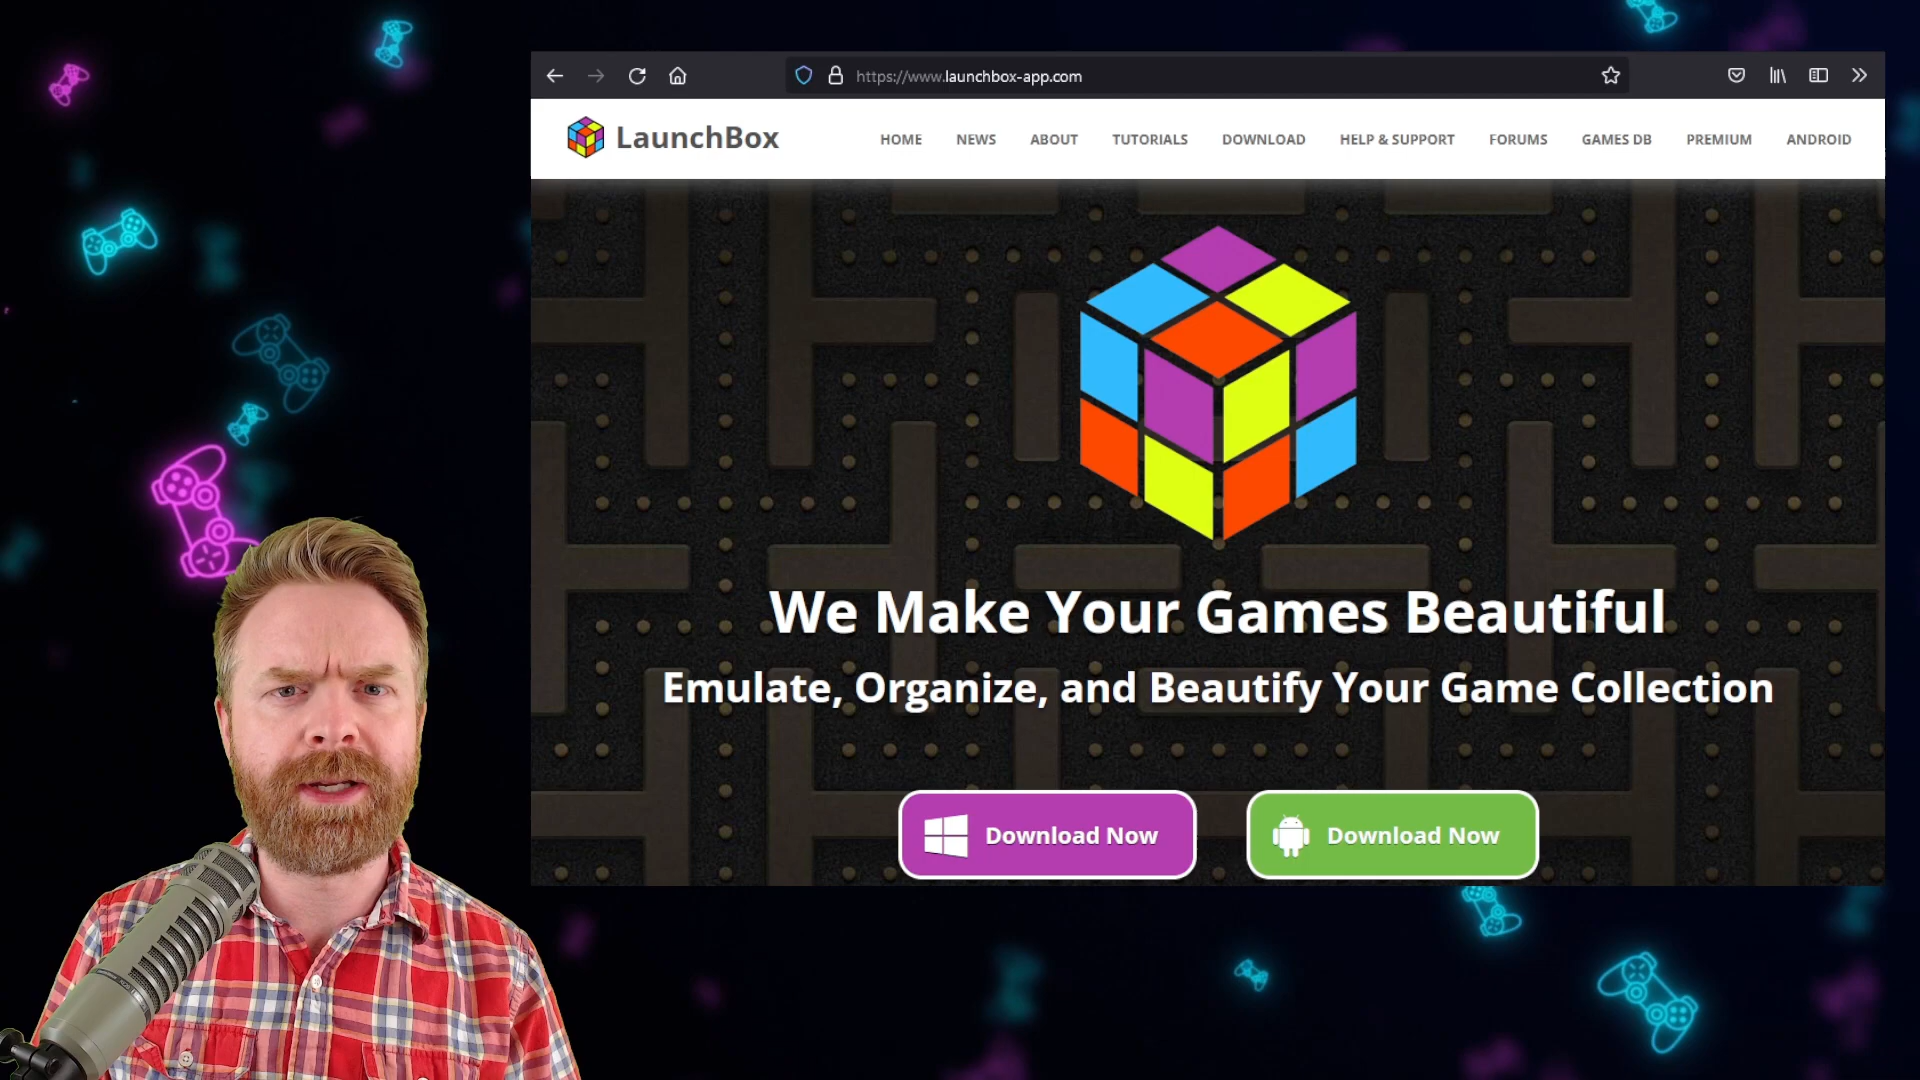 https://www.launchbox-app.com
LaunchBox
HOME NEWS ABOUT TUTORIALS DOWNLOAD HELP & SUPPORT FORUMS GAMES DB PREMIUM ANDROID
We Make Your Games Beautiful
Emulate, Organize, and Beautify Your Game Collection
Download Now Download Now